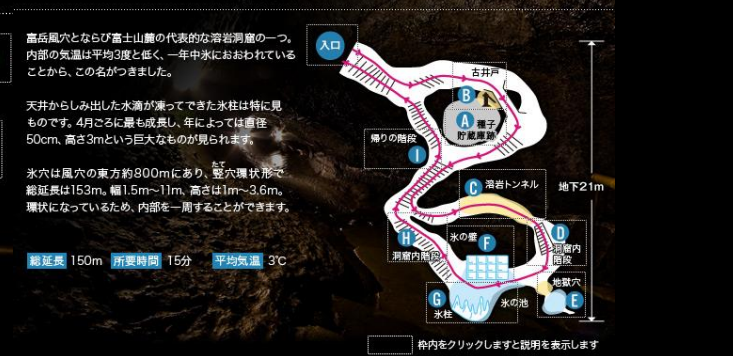 富岳風穴とならび富士山麓の代表的な溶岩洞窟の一つ。
内部の気温は平均3度と低く、一年中氷におおわれている
ことから、この名がつきました。
天井からしみ出した水滴が凍ってできた氷柱は特に見
ものです。4月ごろに最も成長し、年によっては直径
50cm、高さ3mという巨大なものが見られます。
氷穴は風穴の東方約800mにあり、竪穴環状形で
たて
総延長は153m。幅1.5m〜11m、高さは1m〜3.6m。
環状になっているため、内部を一周することができます。
総延長 150m 所要時間 15分 平均気温 3℃
入口
古井戸
B
A 種子
貯蔵庫跡
帰りの階段
I
C 溶岩トンネル
地下21m
D
洞窟内
階段
氷の壁 F
H
洞窟内階段
地獄穴
E
G
氷柱
氷の池
枠内をクリックしますと説明を表示します